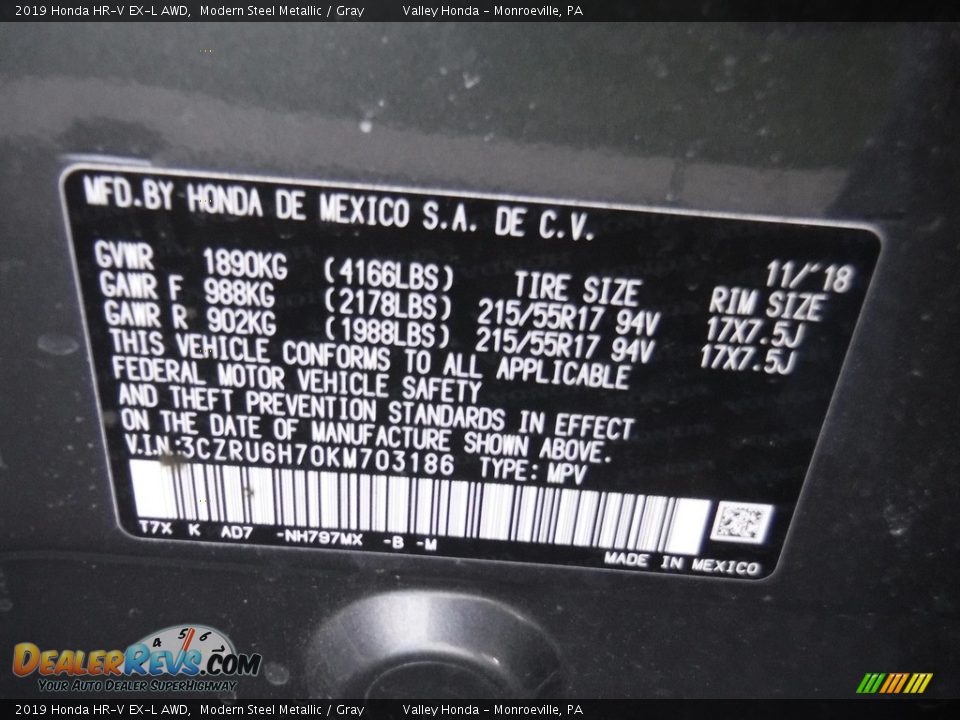 2019 Honda HR-V EX-L AWD, Modern Steel Metallic / Gray Valley Honda - Monroeville, PA
MFD.BY HONDA DE MEXICO S.A. DE C.V.
11/'18
GVWR 1890KG (4166LBS) TIRE SIZE RIM SIZE
GAWR F 988KG (2178LBS) 215/55R17 94V 17X7.5J
GAWR R 902KG (1988LBS) 215/55R17 94V 17X7.5J
THIS VEHICLE CONFORMS TO ALL APPLICABLE
FEDERAL MOTOR VEHICLE SAFETY
AND THEFT PREVENTION STANDARDS IN EFFECT
ON THE DATE OF MANUFACTURE SHOWN ABOVE.
V.I.N.:3CZRU6H70KM703186 TYPE: MPV
T7X K AD7 -NH797MX -B -M
MADE IN MEXICO
4 5 6
DEALERREVS.COM
YOUR AUTO DEALER SUPERHIGHWAY
2019 Honda HR-V EX-L AWD, Modern Steel Metallic / Gray Valley Honda - Monroeville, PA